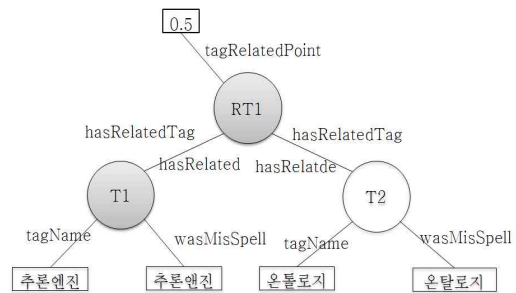 0.5
tagRelatedPoint
RT1
hasRelatedTag hasRelatedTag
hasRelated hasRelatde
T1 T2
tagName wasMisSpell tagName wasMisSpell
추론엔진 추론앤진 온톨로지 온탈로지